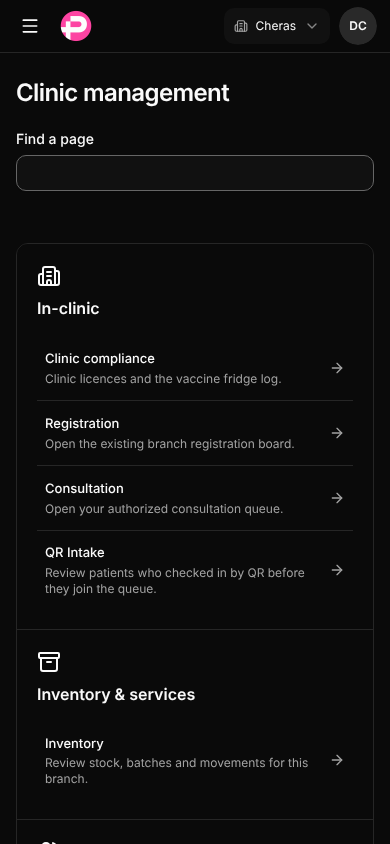 Cheras
DC
Clinic management
Find a page
In-clinic
Clinic compliance
Clinic licences and the vaccine fridge log.
Registration
Open the existing branch registration board.
Consultation
Open your authorized consultation queue.
QR Intake
Review patients who checked in by QR before
they join the queue.
Inventory & services
Inventory
Review stock, batches and movements for this
branch.